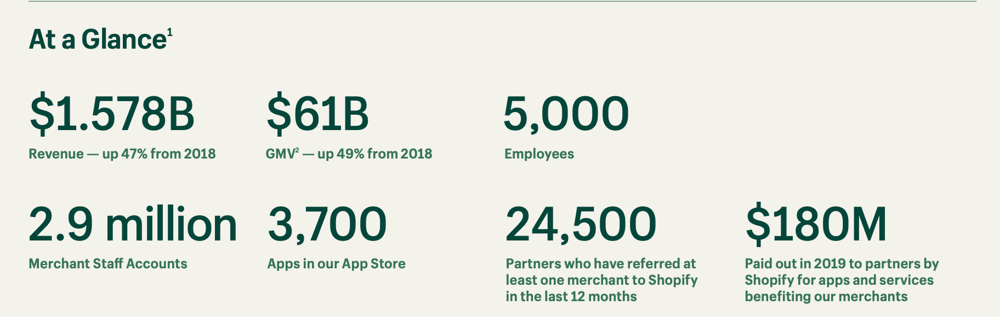 At a Glance¹
$1.578B
Revenue — up 47% from 2018
$61B
GMV² — up 49% from 2018
5,000
Employees
2.9 million
Merchant Staff Accounts
3,700
Apps in our App Store
24,500
Partners who have referred at
least one merchant to Shopify
in the last 12 months
$180M
Paid out in 2019 to partners by
Shopify for apps and services
benefiting our merchants